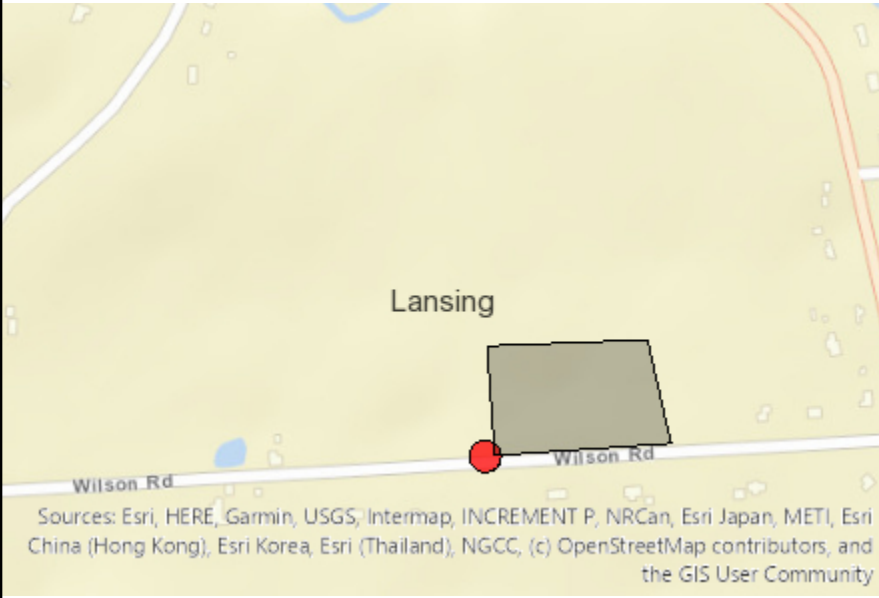 Lansing
Wilson Rd
Wilson Rd
Sources: Esri, HERE, Garmin, USGS, Intermap, INCREMENT P, NRCan, Esri Japan, METI, Esri
China (Hong Kong), Esri Korea, Esri (Thailand), NGCC, (c) OpenStreetMap contributors, and
the GIS User Community